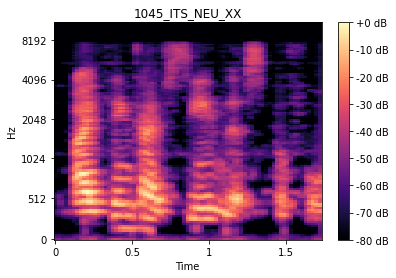 1045_ITS_NEU_XX
Hz
8192
4096
2048
1024
512
0
0
0.5
1
1.5
Time
+0 dB
-10 dB
-20 dB
-30 dB
-40 dB
-50 dB
-60 dB
-70 dB
-80 dB